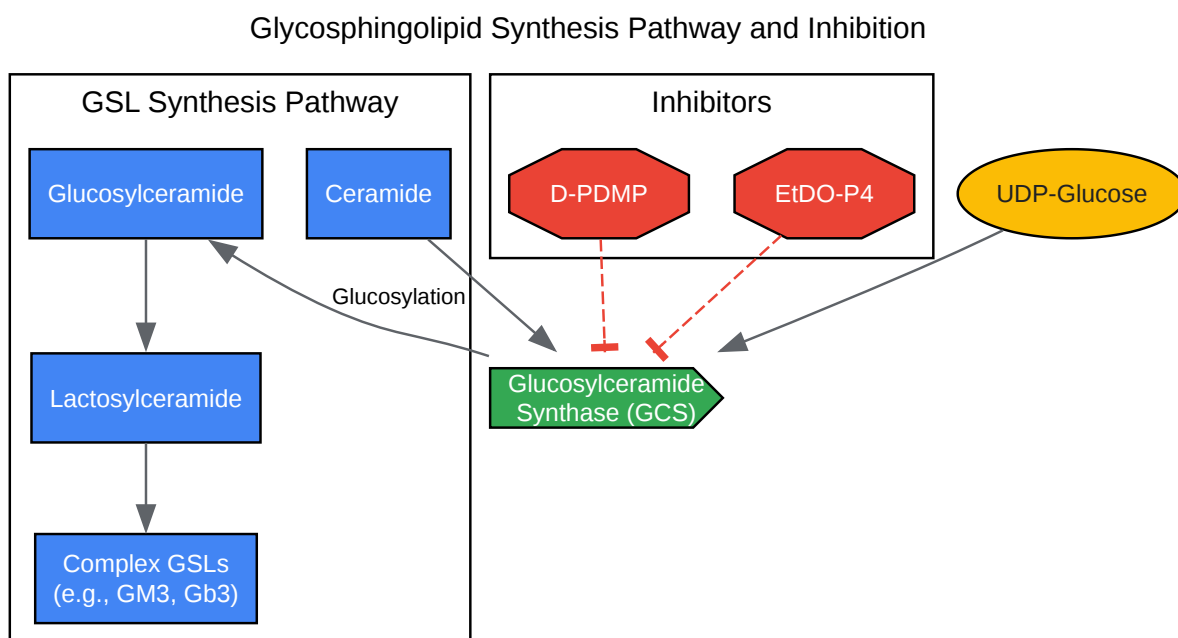 Glycosphingolipid Synthesis Pathway and Inhibition
GSL Synthesis Pathway
Inhibitors
Glucosylceramide
Ceramide
D-PDMP
EtDO-P4
UDP-Glucose
Glucosylation
Lactosylceramide
Glucosylceramide
Synthase (GCS)
Complex GSLs
(e.g., GM3, Gb3)